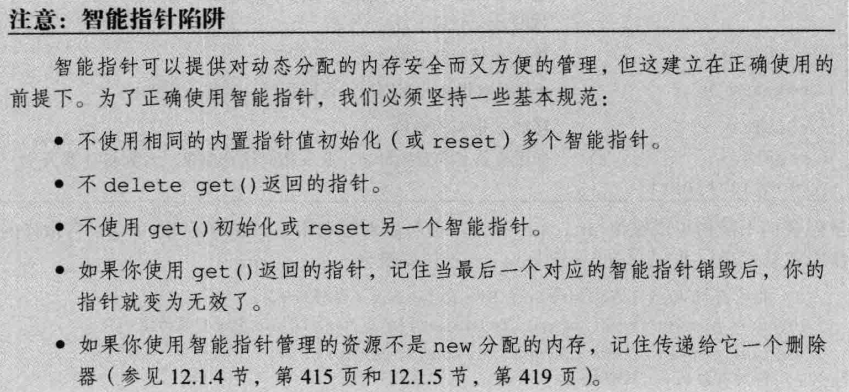 注意：智能指针陷阱
智能指针可以提供对动态分配的内存安全而又方便的管理，但这建立在正确使用的
前提下。为了正确使用智能指针，我们必须坚持一些基本规范：
● 不使用相同的内置指针值初始化（或 reset）多个智能指针。
● 不 delete get()返回的指针。
● 不使用 get()初始化或 reset 另一个智能指针。
● 如果你使用 get()返回的指针，记住当最后一个对应的智能指针销毁后，你的
指针就变为无效了。
● 如果你使用智能指针管理的资源不是 new 分配的内存，记住传递给它一个删除
器（参见 12.1.4 节，第 415 页和 12.1.5 节，第 419 页）。